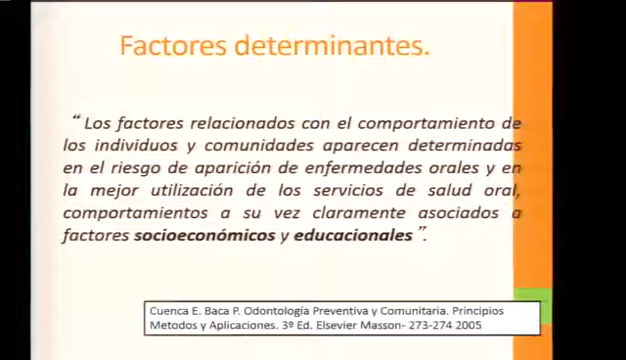 Factores determinantes.
“ Los factores relacionados con el comportamiento de
los individuos y comunidades aparecen determinadas
en el riesgo de aparición de enfermedades orales y en
la mejor utilización de los servicios de salud oral,
comportamientos a su vez claramente asociados a
factores socioeconómicos y educacionales ”.
Cuenca E. Baca P. Odontología Preventiva y Comunitaria. Principios
Metodos y Aplicaciones. 3º Ed. Elsevier Masson- 273-274 2005